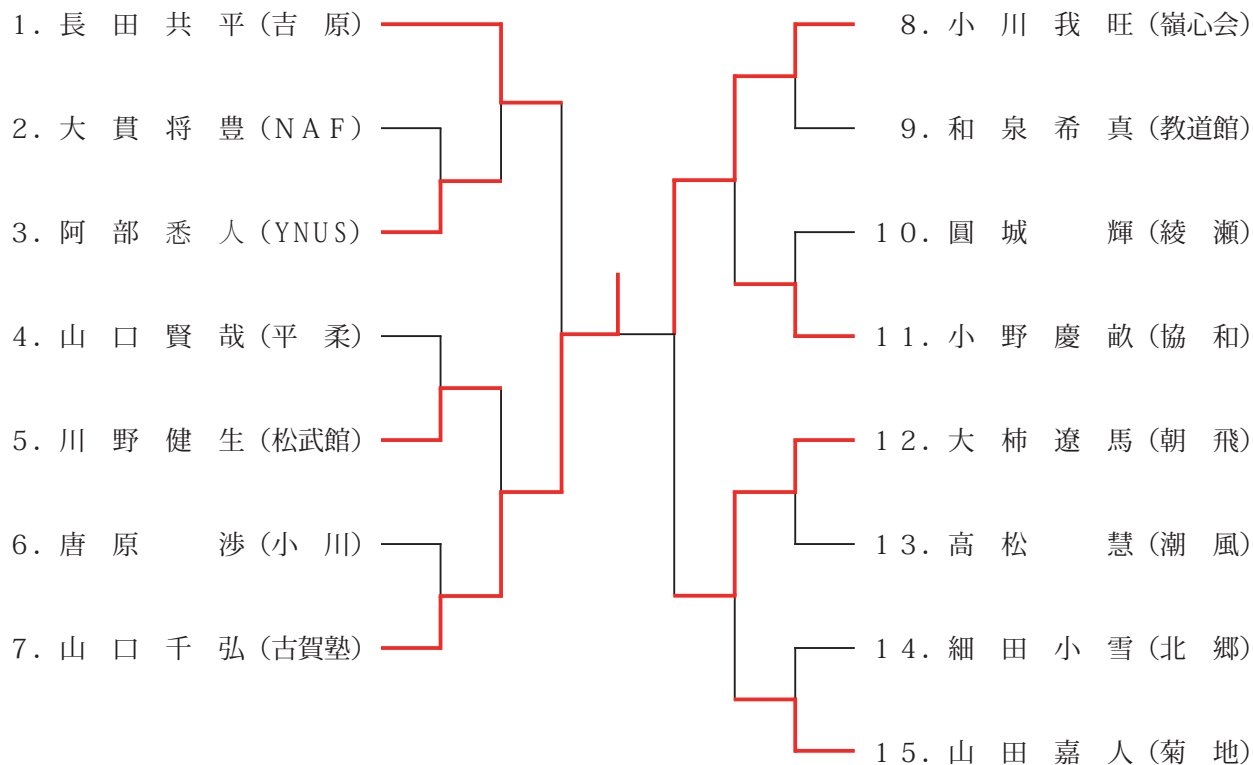 1．長田共平（吉原）
2．大貫将豊（NAF）
3．阿部悉人（YNUS）
4．山口賢哉（平柔）
5．川野健生（松武館）
6．唐原渉（小川）
7．山口千弘（古賀塾）
8．小川我旺（嶺心会）
9．和泉希真（教道館）
10．圓城輝（綾瀬）
11．小野慶畝（協和）
12．大柿遼馬（朝飛）
13．高松慧（潮風）
14．細田小雪（北郷）
15．山田嘉人（菊地）